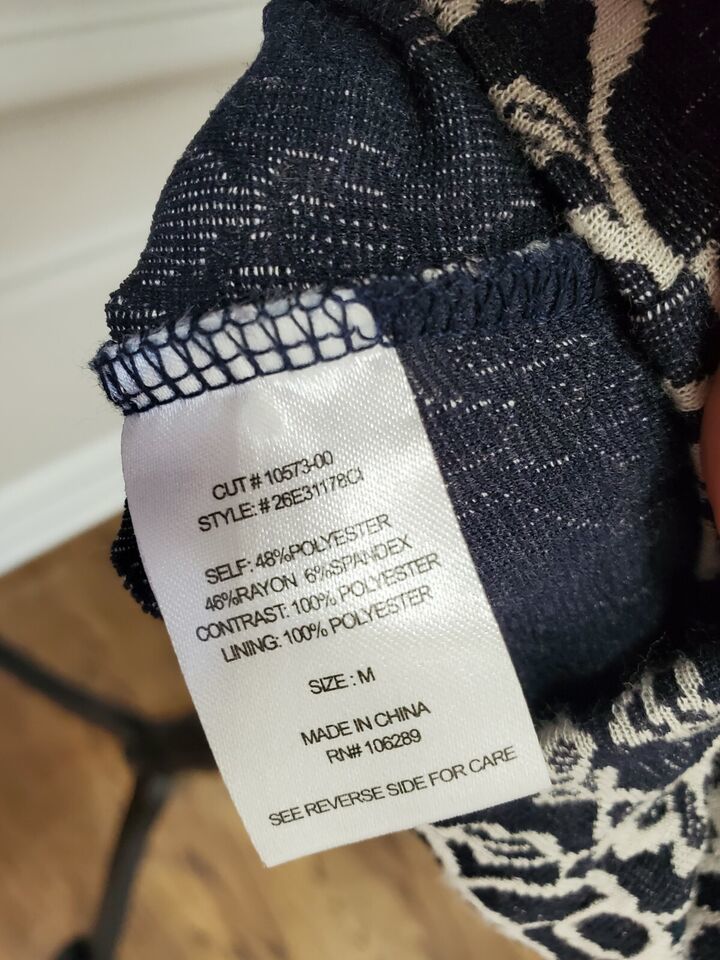 CUT # 10573-00
STYLE: # 26E3117BCI
SELF: 48%POLYESTER
46%RAYON 6%SPANDEX
CONTRAST: 100% POLYESTER
LINING: 100% POLYESTER
SIZE : M
MADE IN CHINA
RN# 106289
SEE REVERSE SIDE FOR CARE